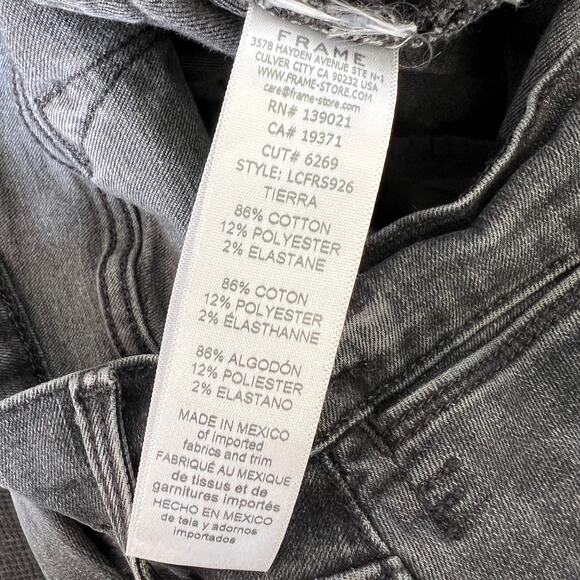 FRAME
3578 HAYDEN AVENUE STE Nº1
CULVER CITY CA 90232 USA
WWW.FRAME-STORE.COM
care@frame-store.com
RN# 139021
CA# 19371
CUT# 6269
STYLE: LCFRS926
TIERRA
86% COTTON
12% POLYESTER
2% ELASTANE
86% COTON
12% POLYESTER
2% ÉLASTHANNE
86% ALGODÓN
12% POLIESTER
2% ELASTANO
MADE IN MEXICO
of imported
fabrics and trim
FABRIQUÉ AU MEXIQUE
de tissus et de
garnitures importés
HECHO EN MEXICO
de tela y adornos
importados